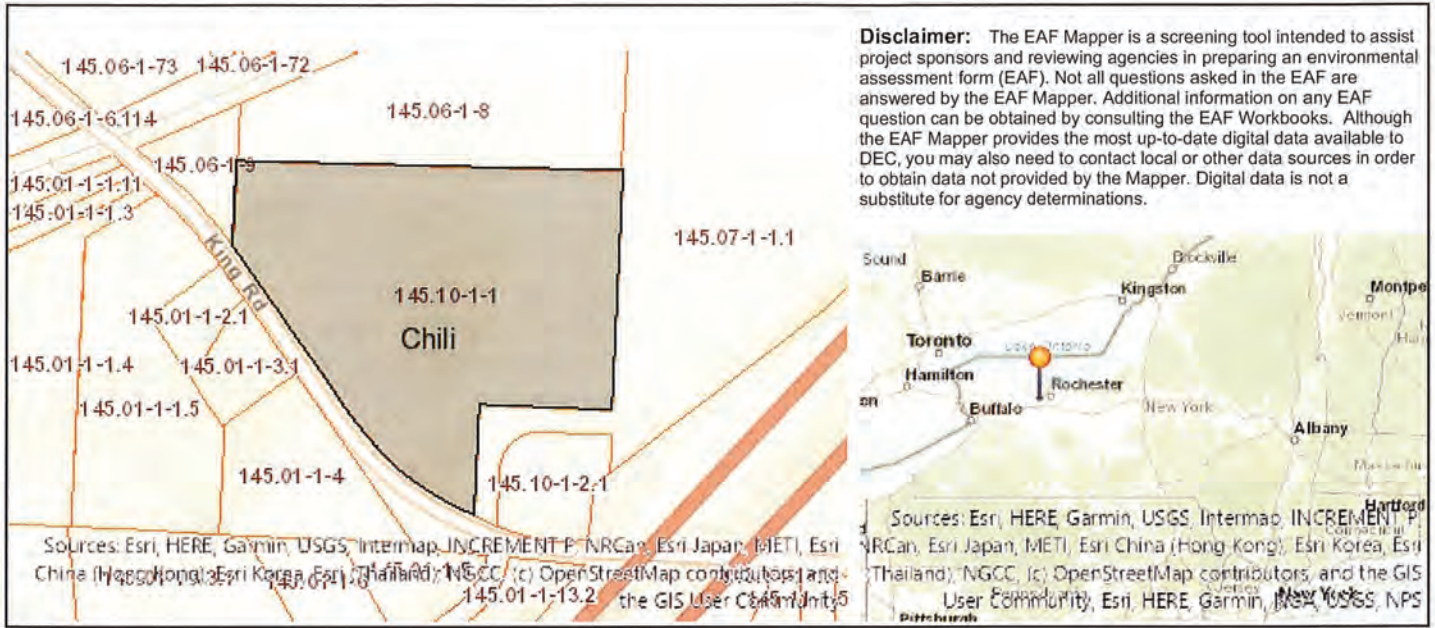 Disclaimer: The EAF Mapper is a screening tool intended to assist
project sponsors and reviewing agencies in preparing an environmental
assessment form (EAF). Not all questions asked in the EAF are
answered by the EAF Mapper. Additional information on any EAF
question can be obtained by consulting the EAF Workbooks. Although
the EAF Mapper provides the most up-to-date digital data available to
DEC, you may also need to contact local or other data sources in order
to obtain data not provided by the Mapper. Digital data is not a
substitute for agency determinations.
145.06-1-73 145.06-1-72
145.06-1-6.114
145.06-1-8
145.06-1-9
145.01-1-1.11
145.01-1-1.3
145.07-1-1.1
King Rd
145.10-1-1
145.01-1-2.1
Chili
145.01-1-1.4
145.01-1-3.1
145.01-1-1.5
145.01-1-4
145.10-1-2.1
Sources: Esri, HERE, Garmin, USGS, Intermap, INCREMENT P, NRCan, Esri Japan, METI, Esri
China (Hong Kong), Esri Korea, Esri (Thailand), NGCC, (c) OpenStreetMap contributors, and
the GIS User Community
145.01-1-13.2
Sound
Barrie
Brockville
Kingston
Montpe
Vermont
Toronto
Lake Ontario
Hamilton
Rochester
on
Buffalo
New York
Albany
Hartford
Sources: Esri, HERE, Garmin, USGS, Intermap, INCREMENT P,
NRCan, Esri Japan, METI, Esri China (Hong Kong), Esri Korea, Esri
(Thailand), NGCC, (c) OpenStreetMap contributors, and the GIS
User Community, Esri, HERE, Garmin, NGA, USGS, NPS
New York
Pittsburgh